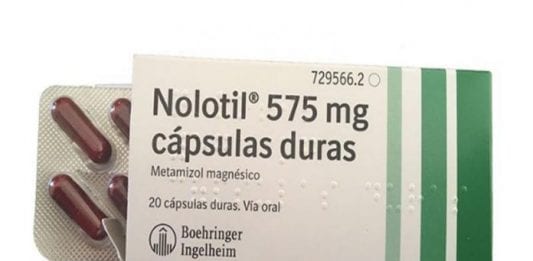 729566.2
Nolotil® 575 mg
cápsulas duras
Metamizol magnésico
20 cápsulas duras. Vía oral
Boehringer
Ingelheim